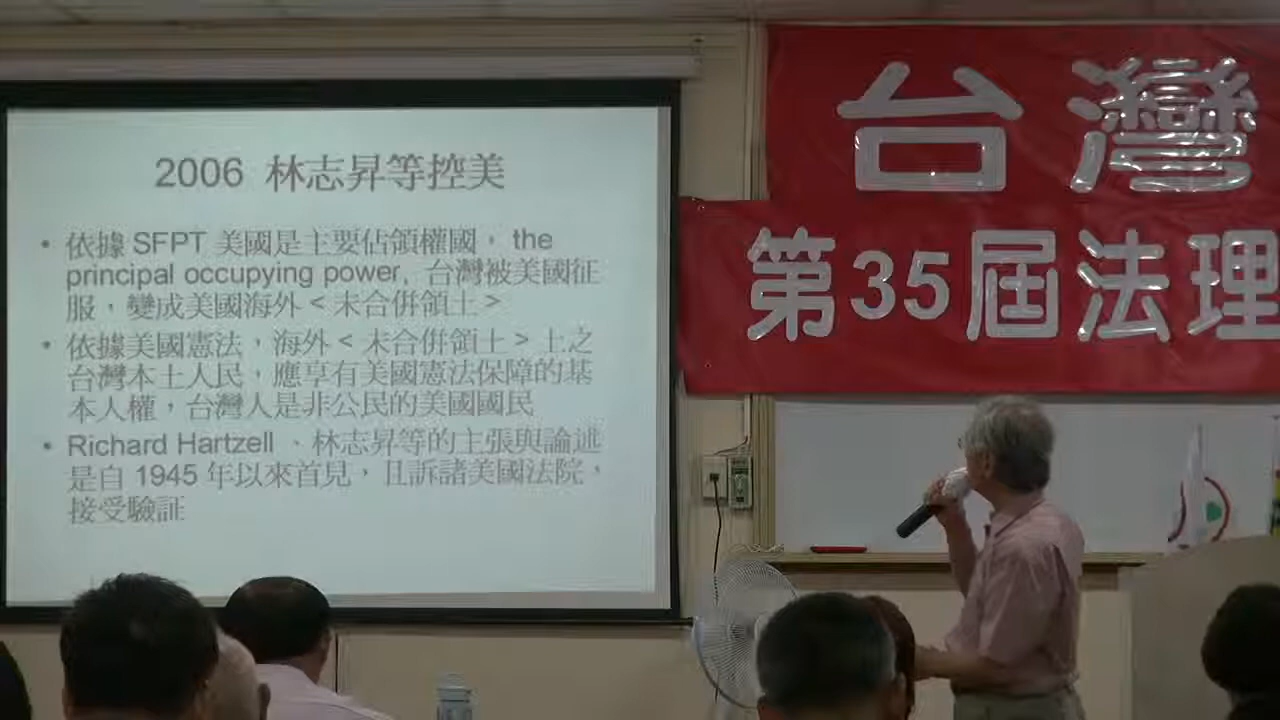 2006 林志昇等控美
• 依據 SFPT 美國是主要佔領權國， the
principal occupying power, 台灣被美國征
服，變成美國海外 < 未合併領土 >
• 依據美國憲法，海外 < 未合併領土 > 土之
台灣本土人民，應享有美國憲法保障的基
本人權，台灣人是非公民的美國國民
• Richard Hartzell 、林志昇等的主張與論述
是自 1945 年以來首見，且訴諸美國法院，
接受驗証
台灣
第35屆法理